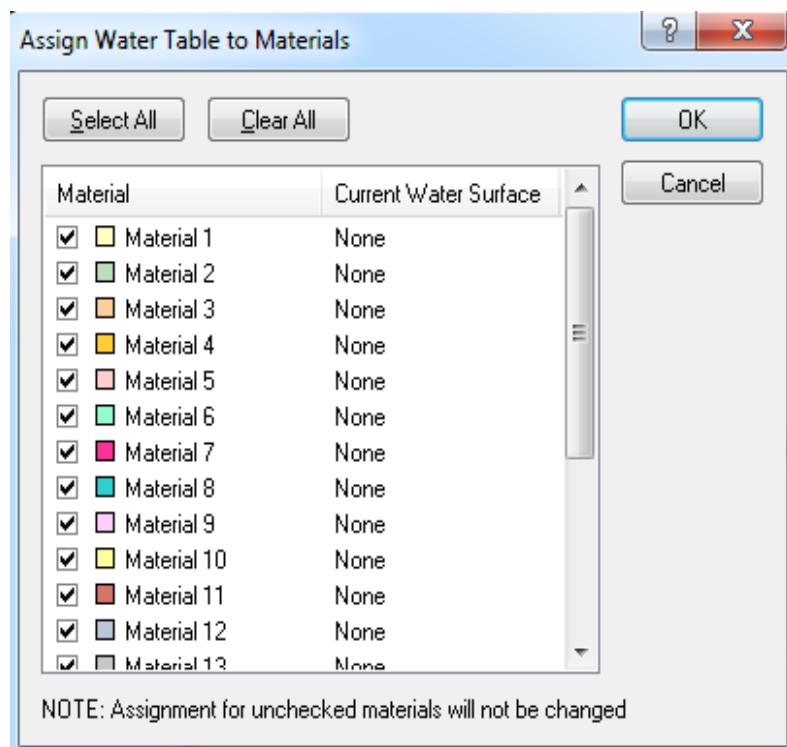 Assign Water Table to Materials
Select All Clear All OK
Cancel
Material Current Water Surface
Material 1 None
Material 2 None
Material 3 None
Material 4 None
Material 5 None
Material 6 None
Material 7 None
Material 8 None
Material 9 None
Material 10 None
Material 11 None
Material 12 None
Material 13 None
NOTE: Assignment for unchecked materials will not be changed